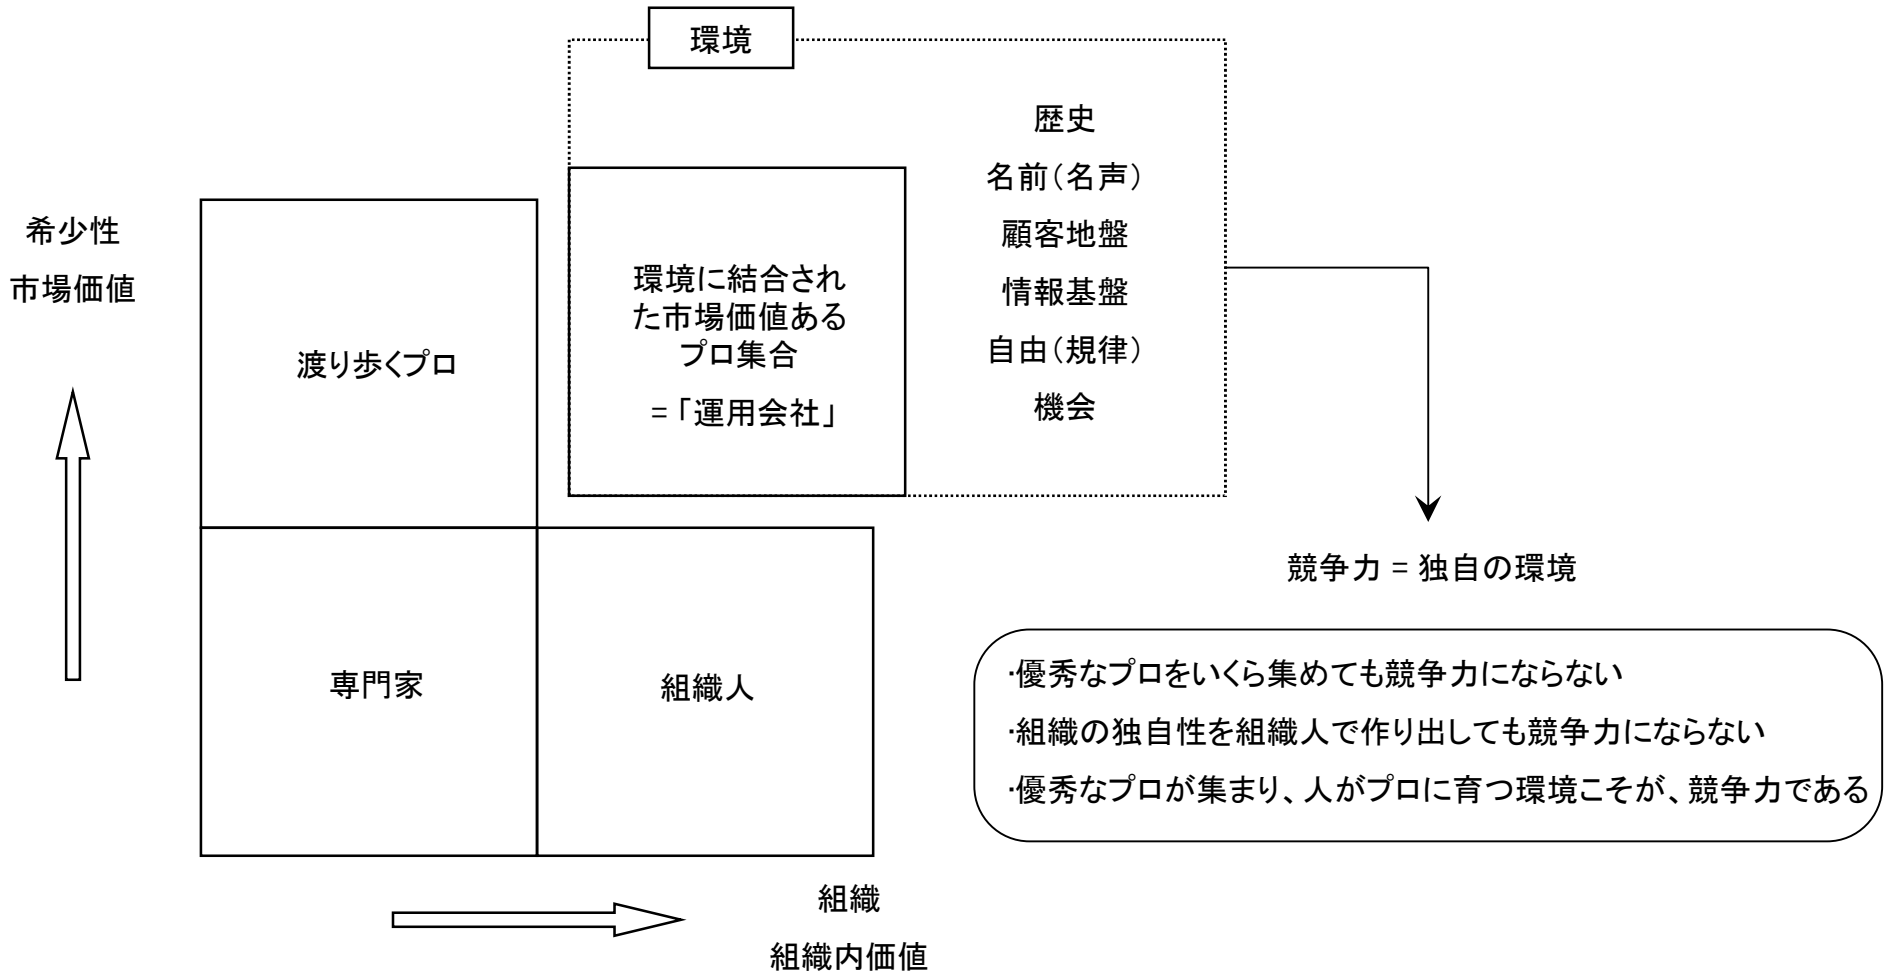 環境
歴史
名前(名声)
顧客地盤
情報基盤
自由(規律)
機会
希少性
市場価値
渡り歩くプロ
環境に結合され
た市場価値ある
プロ集合
=「運用会社」
専門家
組織人
競争力 = 独自の環境
・優秀なプロをいくら集めても競争力にならない
・組織の独自性を組織人で作り出しても競争力にならない
・優秀なプロが集まり、人がプロに育つ環境こそが、競争力である
組織
組織内価値